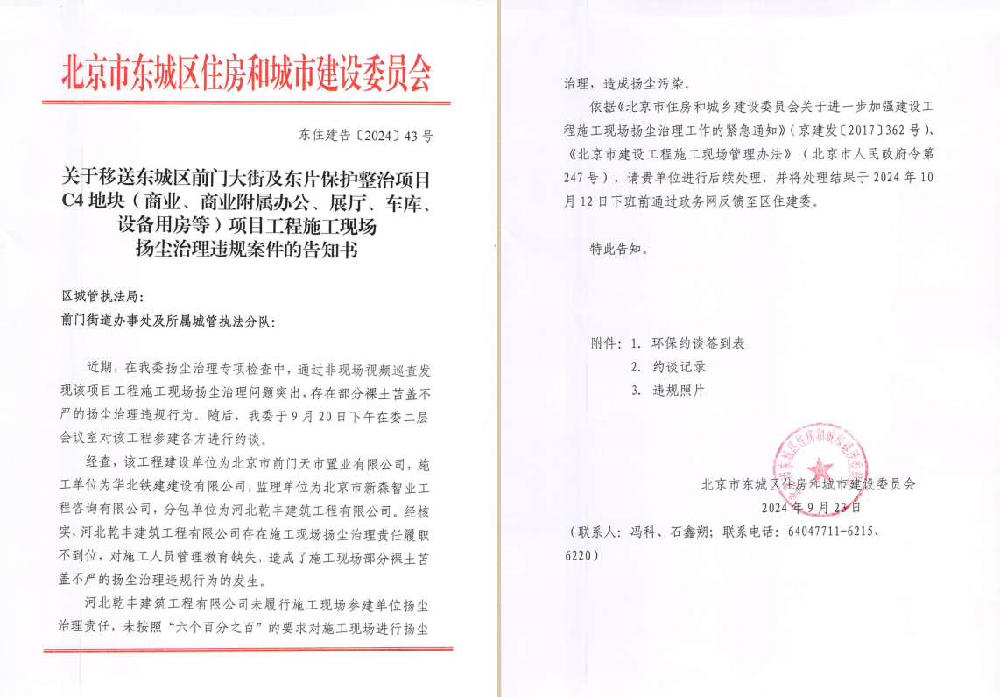 北京市东城区住房和城市建设委员会
东住建告〔2024〕43 号
关于移送东城区前门大街及东片保护整治项目
C4 地块（商业、商业附属办公、展厅、车库、
设备用房等）项目工程施工现场
扬尘治理违规案件的告知书
区城管执法局：
前门街道办事处及所属城管执法分队：
近期，在我委扬尘治理专项检查中，通过非现场视频巡查发
现该项目工程施工现场扬尘治理问题突出，存在部分裸土苫盖不
严的扬尘治理违规行为。随后，我委于 9 月 20 日下午在委二层
会议室对该工程参建各方进行约谈。
经查，该工程建设单位为北京市前门天市置业有限公司，施
工单位为华北铁建建设有限公司，监理单位为北京市新森智业工
程咨询有限公司，分包单位为河北乾丰建筑工程有限公司。经核
实，河北乾丰建筑工程有限公司存在施工现场扬尘治理责任履职
不到位，对施工人员管理教育缺失，造成了施工现场部分裸土苫
盖不严的扬尘治理违规行为的发生。
河北乾丰建筑工程有限公司未履行施工现场参建单位扬尘
治理责任，未按照“六个百分之百”的要求对施工现场进行扬尘
治理，造成扬尘污染。
依据《北京市住房和城乡建设委员会关于进一步加强建设工
程施工现场扬尘治理工作的紧急通知》（京建发〔2017〕362 号）、
《北京市建设工程施工现场管理办法》（北京市人民政府令第
247 号），请贵单位进行后续处理，并将处理结果于 2024 年 10
月 12 日下班前通过政务网反馈至区住建委。
特此告知。
附件：1. 环保约谈签到表
2. 约谈记录
3. 违规照片
北京市东城区住房和城市建设委员会
北京市东城区住房和城市建设委员会
2024 年 9 月 23 日
（联系人：冯科、石鑫朔；联系电话：64047711-6215、
6220）